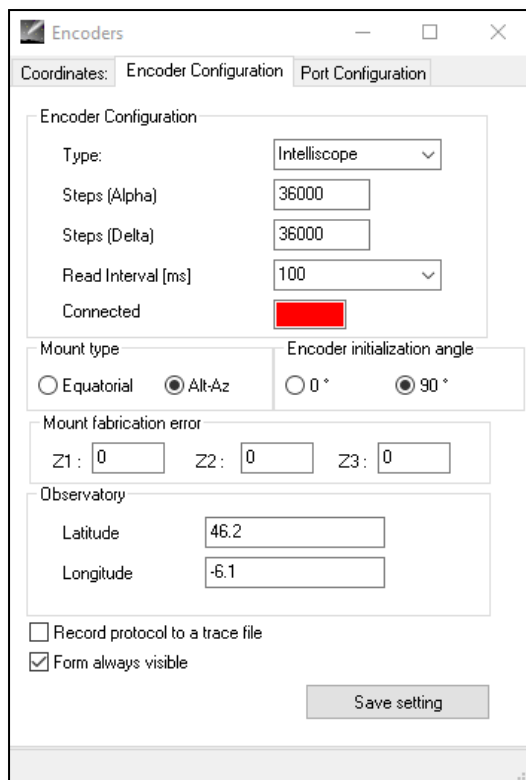 Encoders
Coordinates: Encoder Configuration Port Configuration
Encoder Configuration
Type: Intelliscope
Steps (Alpha) 36000
Steps (Delta) 36000
Read Interval [ms] 100
Connected
Mount type Encoder initialization angle
Equatorial Alt-Az 0 ° 90 °
Mount fabrication error
Z1 : 0 Z2 : 0 Z3 : 0
Observatory
Latitude 46.2
Longitude -6.1
Record protocol to a trace file
Form always visible
Save setting